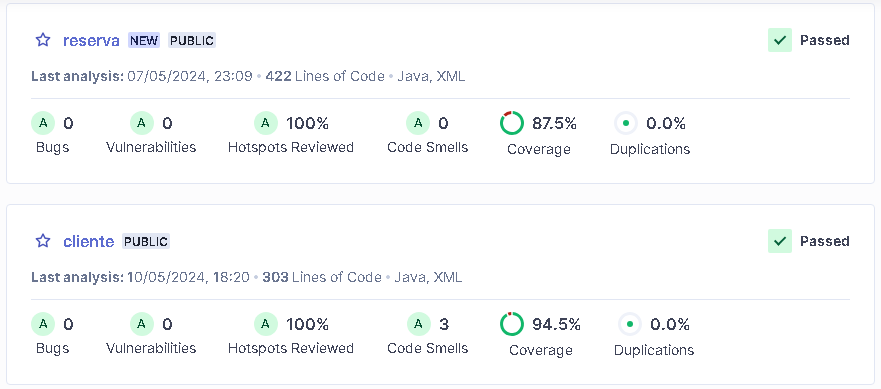 reserva NEW PUBLIC Passed
Last analysis: 07/05/2024, 23:09 • 422 Lines of Code • Java, XML
A 0 A 0 A 100% A 0 87.5% 0.0%
Bugs Vulnerabilities Hotspots Reviewed Code Smells Coverage Duplications
cliente PUBLIC Passed
Last analysis: 10/05/2024, 18:20 • 303 Lines of Code • Java, XML
A 0 A 0 A 100% A 3 94.5% 0.0%
Bugs Vulnerabilities Hotspots Reviewed Code Smells Coverage Duplications